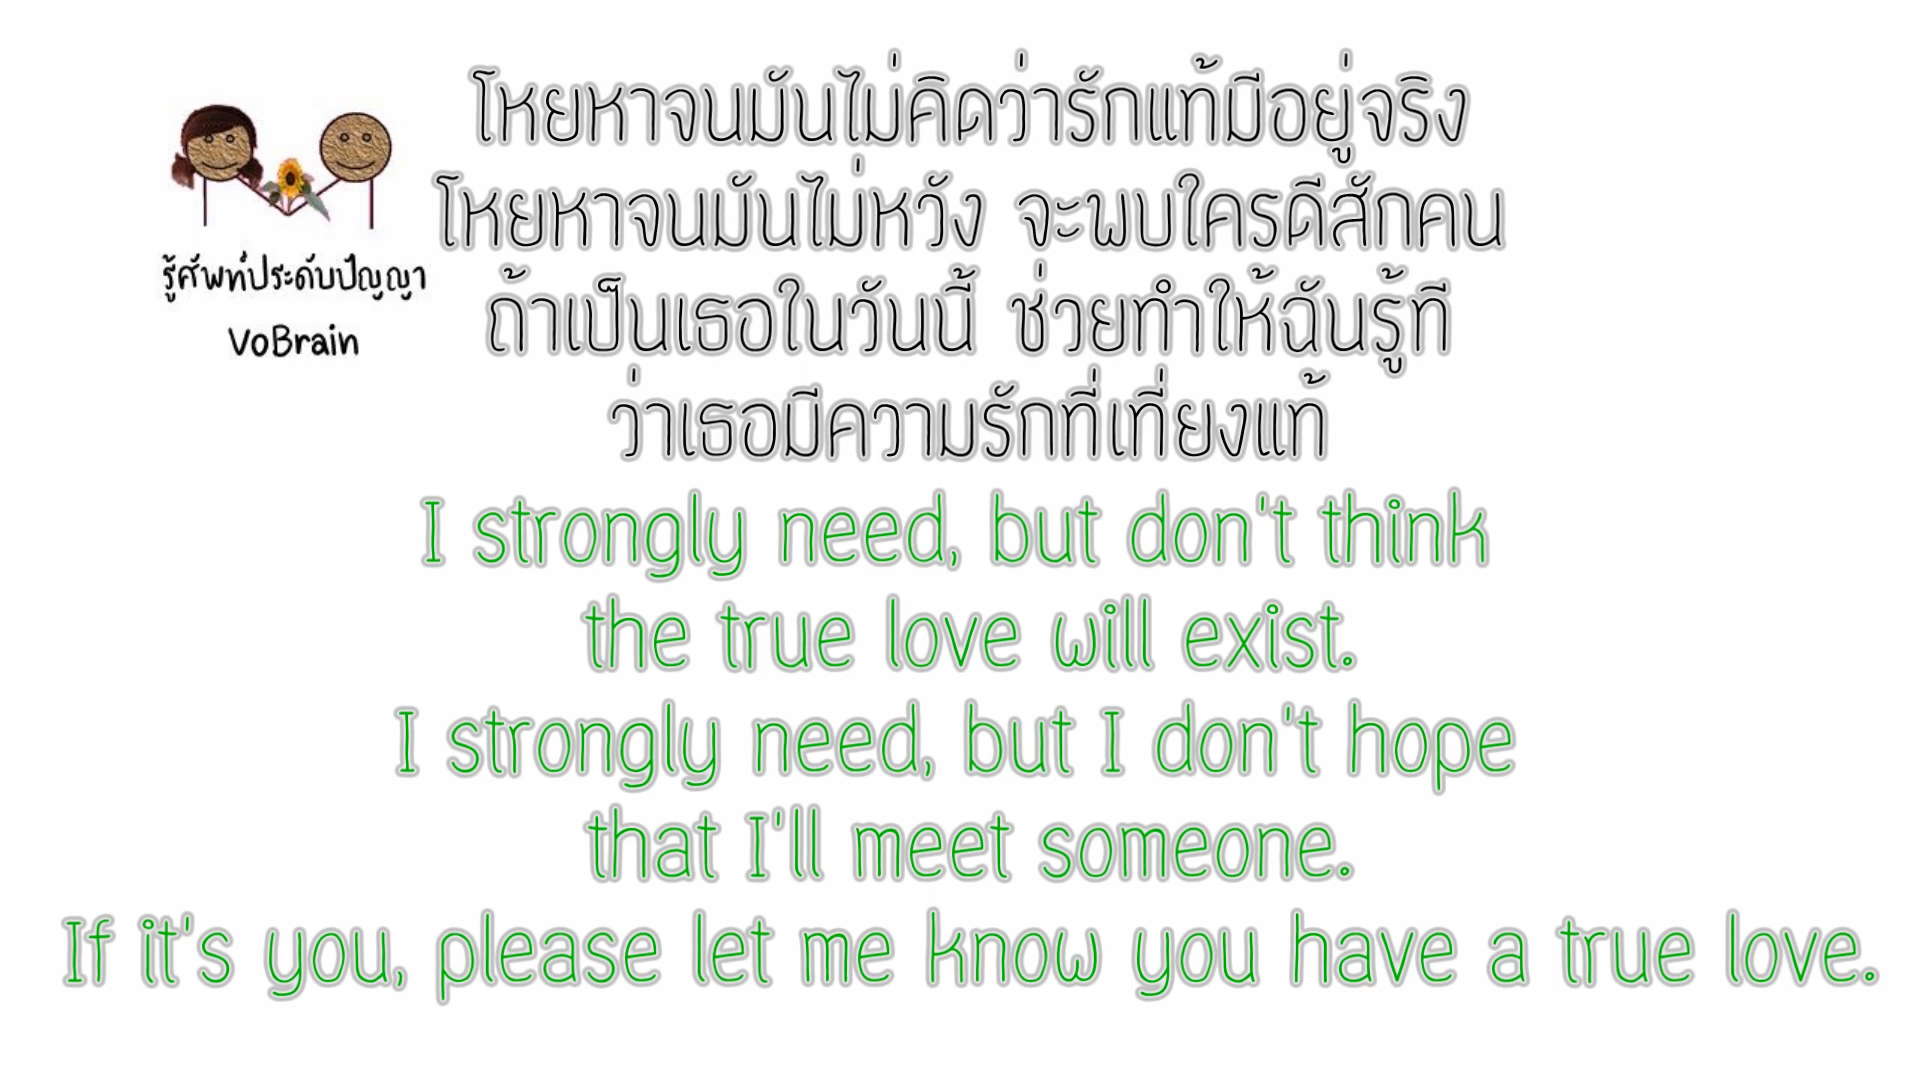 โหยหาจนมันไม่คิดว่ารักแท้มีอยู่จริง
โหยหาจนมันไม่หวัง จะพบใครดีสักคน
ถ้าเป็นเธอในวันนี้ ช่วยทำให้ฉันรู้ที
ว่าเธอมีความรักที่เที่ยงแท้
รู้ศัพท์ประดับปัญญา
VoBrain
I strongly need, but don't think
the true love will exist.
I strongly need, but I don't hope
that I'll meet someone.
If it's you, please let me know you have a true love.